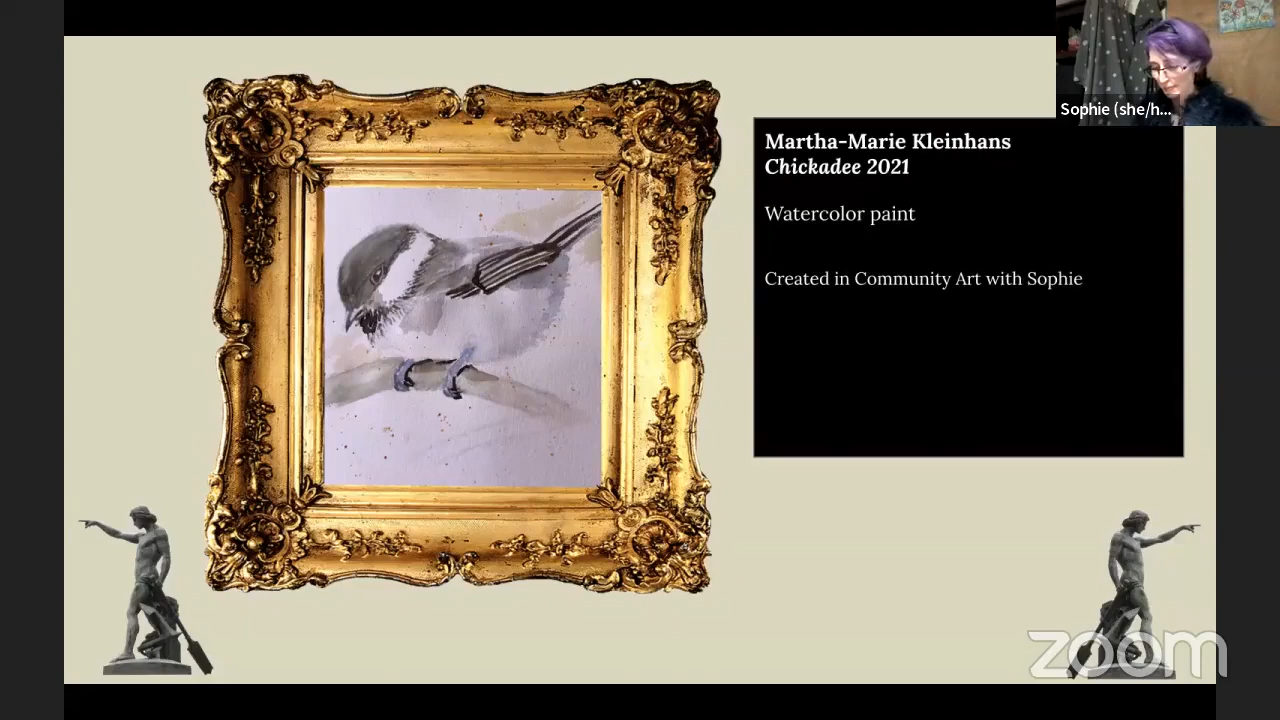 Sophie (she/h...
Martha-Marie Kleinhans
Chickadee 2021
Watercolor paint
Created in Community Art with Sophie
zoom